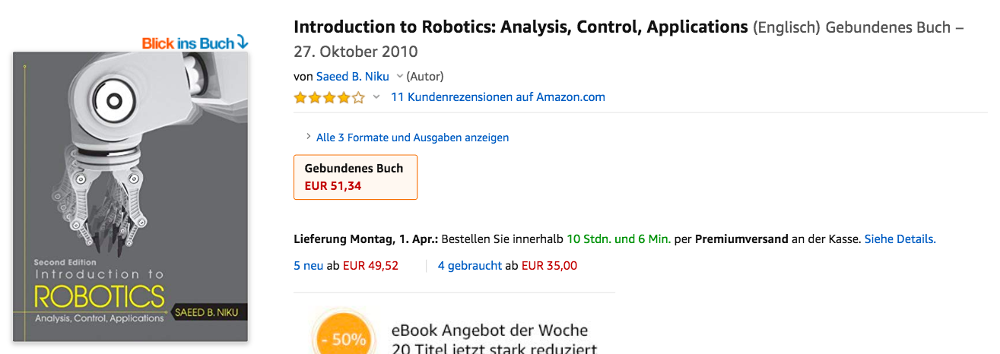 Blick ins Buch
Second Edition
Introduction to
ROBOTICS
SAEED B. NIKU
Analysis, Control, Applications
Introduction to Robotics: Analysis, Control, Applications (Englisch) Gebundenes Buch –
27. Oktober 2010
von Saeed B. Niku (Autor)
11 Kundenrezensionen auf Amazon.com
Alle 3 Formate und Ausgaben anzeigen
Gebundenes Buch
EUR 51,34
Lieferung Montag, 1. Apr.: Bestellen Sie innerhalb 10 Stdn. und 6 Min. per Premiumversand an der Kasse. Siehe Details.
5 neu ab EUR 49,52 | 4 gebraucht ab EUR 35,00
- 50%
eBook Angebot der Woche
20 Titel jetzt stark reduziert